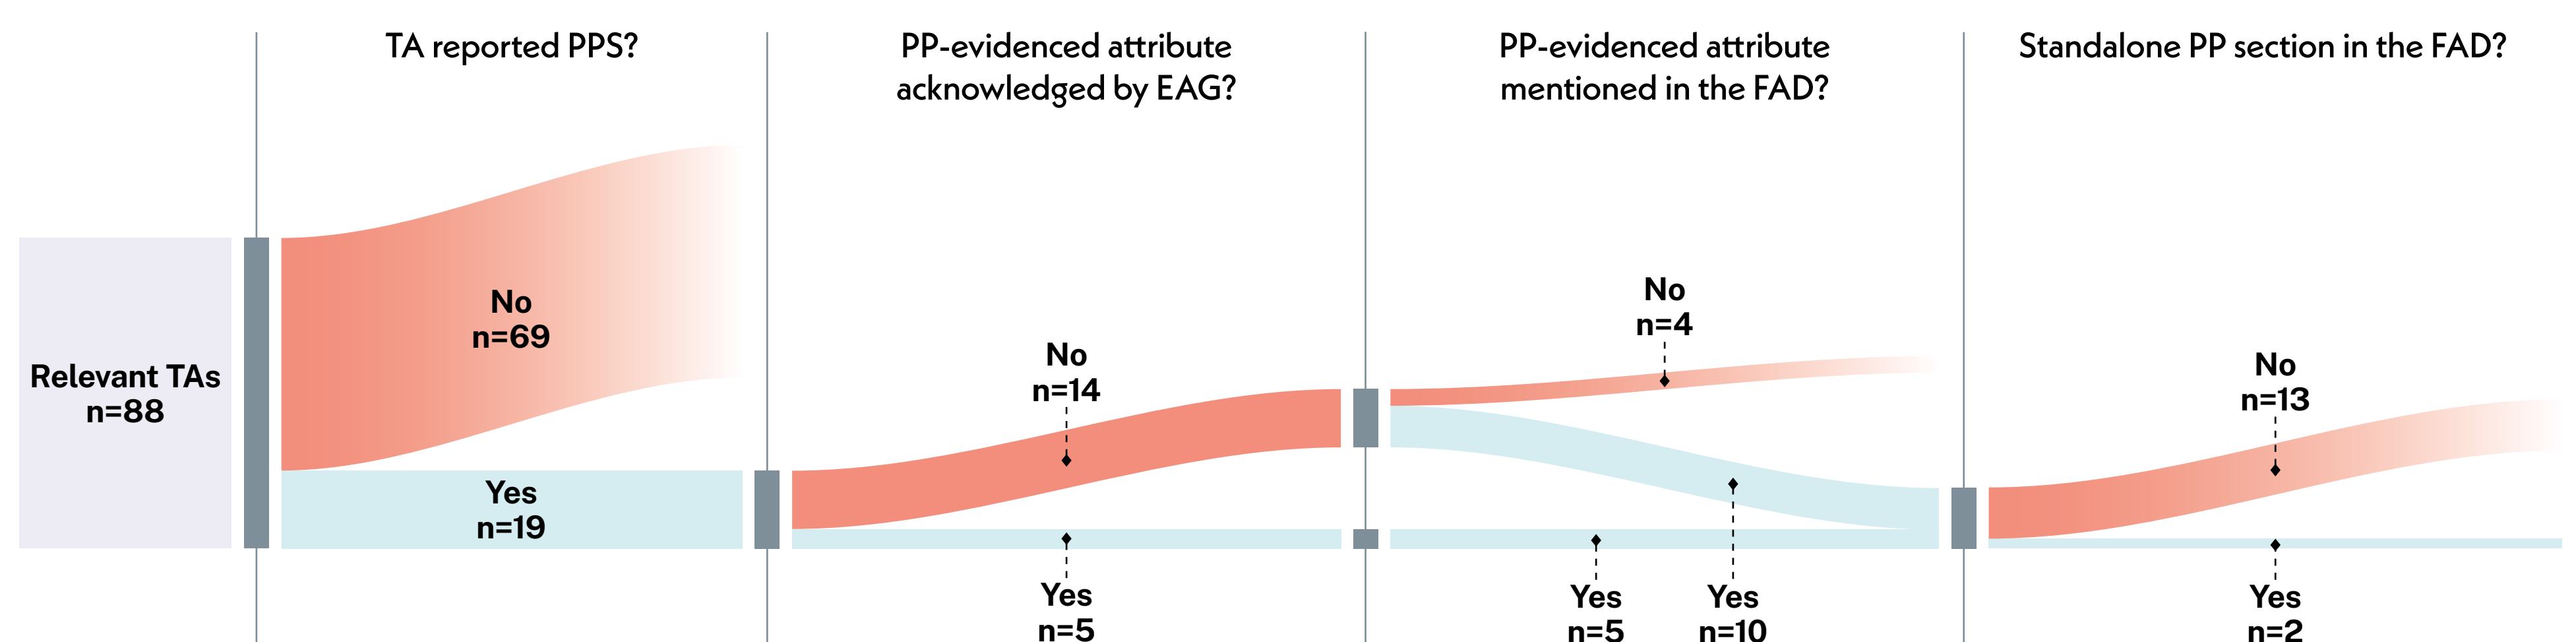 TA reported PPS?
PP-evidenced attribute
acknowledged by EAG?
PP-evidenced attribute
mentioned in the FAD?
Standalone PP section in the FAD?
Relevant TAs
n=88
No
n=69
Yes
n=19
No
n=14
Yes
n=5
No
n=4
Yes
n=5
Yes
n=10
No
n=13
Yes
n=2